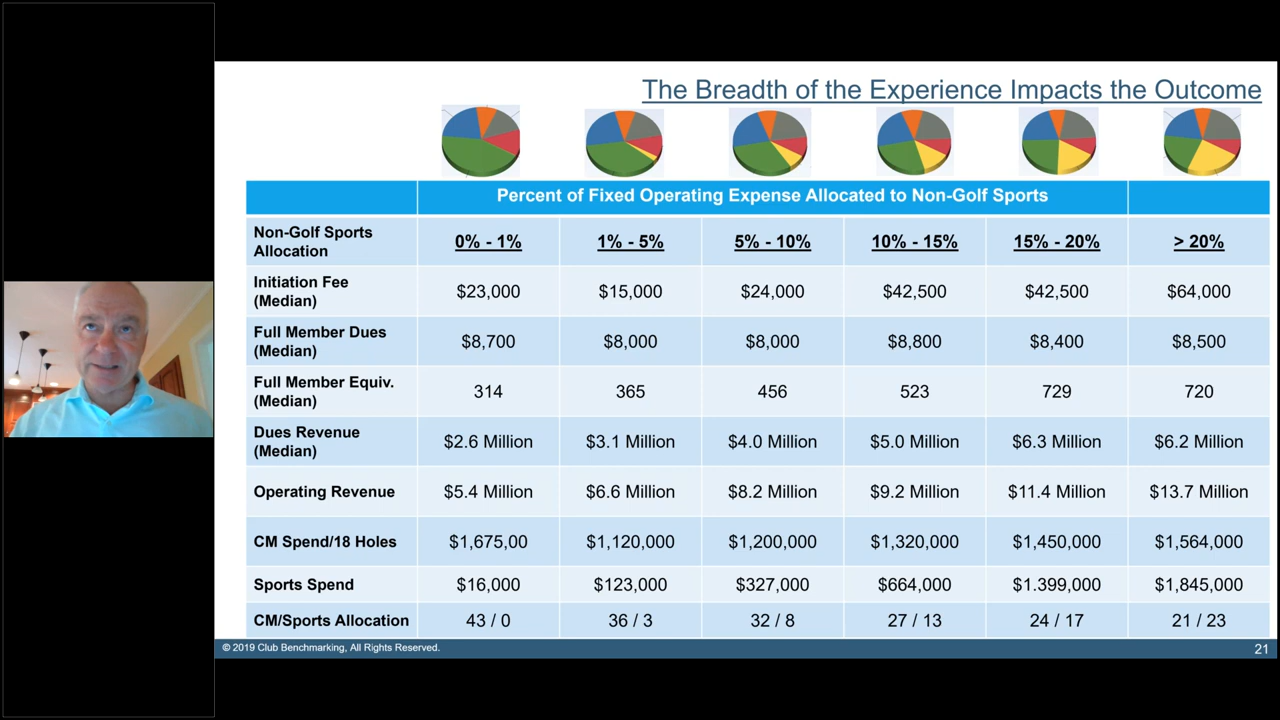 The Breadth of the Experience Impacts the Outcome
Percent of Fixed Operating Expense Allocated to Non-Golf Sports
Non-Golf Sports
Allocation
0% - 1%
1% - 5%
5% - 10%
10% - 15%
15% - 20%
> 20%
Initiation Fee
(Median)
$23,000
$15,000
$24,000
$42,500
$42,500
$64,000
Full Member Dues
(Median)
$8,700
$8,000
$8,000
$8,800
$8,400
$8,500
Full Member Equiv.
(Median)
314
365
456
523
729
720
Dues Revenue
(Median)
$2.6 Million
$3.1 Million
$4.0 Million
$5.0 Million
$6.3 Million
$6.2 Million
Operating Revenue
$5.4 Million
$6.6 Million
$8.2 Million
$9.2 Million
$11.4 Million
$13.7 Million
CM Spend/18 Holes
$1,675,00
$1,120,000
$1,200,000
$1,320,000
$1,450,000
$1,564,000
Sports Spend
$16,000
$123,000
$327,000
$664,000
$1.399,000
$1,845,000
CM/Sports Allocation
43 / 0
36 / 3
32 / 8
27 / 13
24 / 17
21 / 23
© 2019 Club Benchmarking, All Rights Reserved.
21